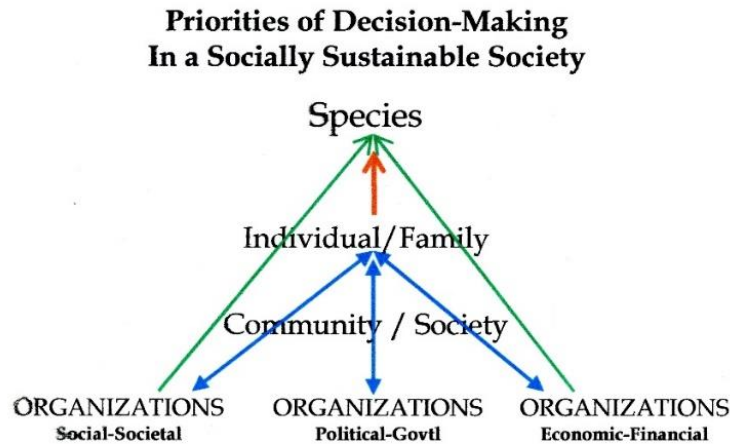 Priorities of Decision-Making
In a Socially Sustainable Society
Species
Individual/Family
Community / Society
ORGANIZATIONS ORGANIZATIONS ORGANIZATIONS
Social-Societal Political-Govtl Economic-Financial